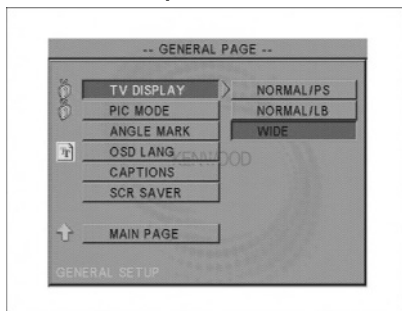 -- GENERAL PAGE --
TV DISPLAY
NORMAL/PS
PIC MODE
NORMAL/LB
ANGLE MARK
WIDE
OSD LANG
KENWOOD
CAPTIONS
SCR SAVER
MAIN PAGE
GENERAL SETUP